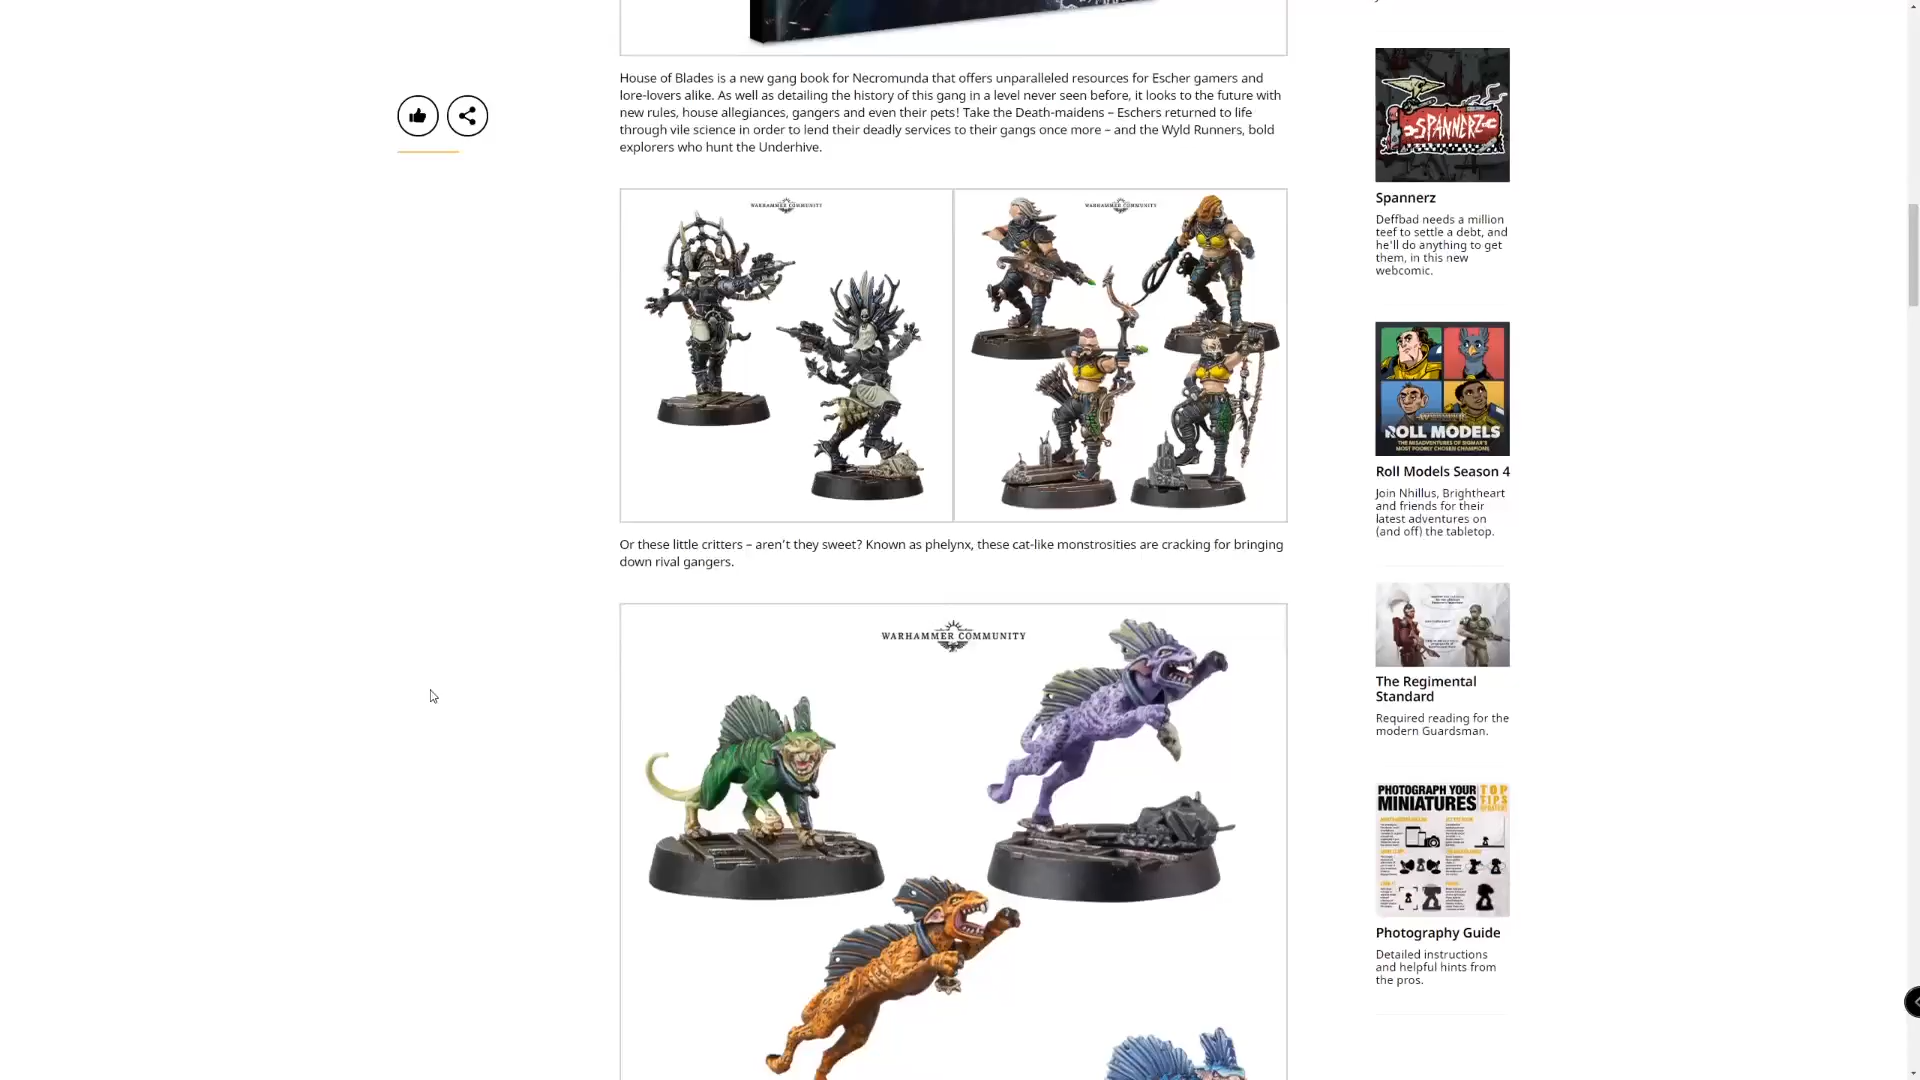 House of Blades is a new gang book for Necromunda that offers unparalleled resources for Escher gamers and
lore-lovers alike. As well as detailing the history of this gang in a level never seen before, it looks to the future with
new rules, house allegiances, gangers and even their pets! Take the Death-maidens – Eschers returned to life
through vile science in order to lend their deadly services to their gangs once more – and the Wyld Runners, bold
explorers who hunt the Underhive.
WARHAMMER COMMUNITY
WARHAMMER COMMUNITY
Or these little critters – aren't they sweet? Known as phelynx, these cat-like monstrosities are cracking for bringing
down rival gangers.
WARHAMMER COMMUNITY
SPANNERZ
Spannerz
Deffbad needs a million
teef to settle a debt, and
he'll do anything to get
them, in this new
webcomic.
ROLL MODELS
THE MISADVENTURES OF SIGMAR'S
MOST POORLY CHOSEN CHAMPIONS
Roll Models Season 4
Join Nhillus, Brightheart
and friends for their
latest adventures on
(and off) the tabletop.
The Regimental
Standard
Required reading for the
modern Guardsman.
PHOTOGRAPH YOUR
MINIATURES
TOP
TIPS
Photography Guide
Detailed instructions
and helpful hints from
the pros.